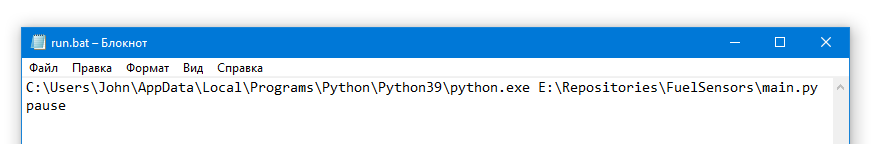 run.bat – Блокнот
Файл Правка Формат Вид Справка
C:\Users\John\AppData\Local\Programs\Python\Python39\python.exe E:\Repositories\FuelSensors\main.py
pause